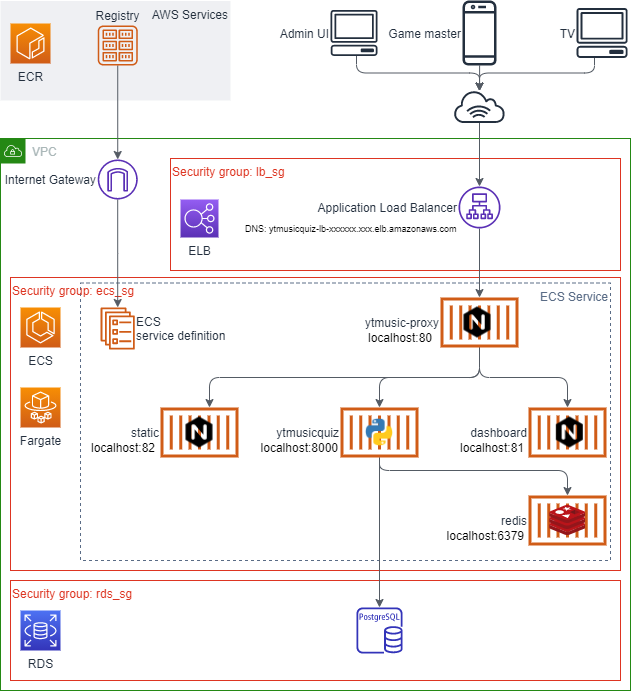 Registry
AWS Services
ECR
Admin UI
Game master
TV
VPC
Internet Gateway
Security group: lb_sg
Application Load Balancer
DNS: ytmusicquiz-lb-xxxxxx.xxx.elb.amazonaws.com
ELB
Security group: ecs_sg
ECS Service
ECS
service definition
ytmusic-proxy
localhost:80
ECS
Fargate
static
localhost:82
ytmusicquiz
localhost:8000
dashboard
localhost:81
redis
localhost:6379
Security group: rds_sg
PostgreSQL
RDS